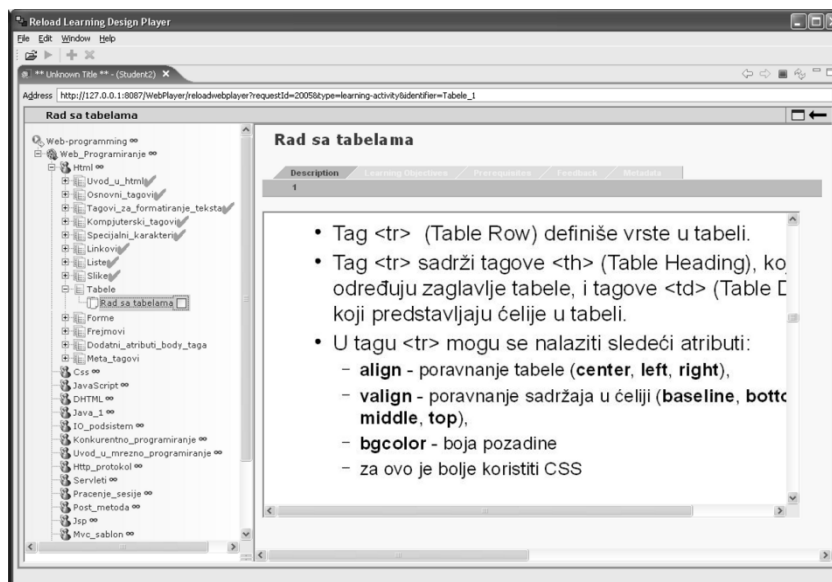 Reload Learning Design Player
File Edit Window Help
** Unknown Title ** - (Student2)
Address http://127.0.0.1:8087/WebPlayer/reloadwebplayer?requestId=2005&type=learning-activity&identifier=Tabele_1
Rad sa tabelama
Web-programming
Web_Programiranje
Html
Uvod_u_html
Osnovni_tagovi
Tagovi_za_formatiranje_teksta
Kompjuterski_tagovi
Specijalni_karakteri
Linkovi
Liste
Slike
Tabele
Rad sa tabelama
Forme
Frejmovi
Dodatni_atributi_body_taga
Meta_tagovi
Css
JavaScript
DHTML
Java_1
IO_podsistem
Konkurentno_programiranje
Uvod_u_mrezno_programiranje
Http_protokol
Servleti
Pracenje_sesije
Post_metoda
Jsp
Mvc_sablon
Rad sa tabelama
Description Learning Objectives Prerequisites Feedback Metadata
1
• Tag <tr> (Table Row) definiše vrste u tabeli.
• Tag <tr> sadrži tagove <th> (Table Heading), koj
određuju zaglavlje tabele, i tagove <td> (Table D
koji predstavljaju ćelije u tabeli.
• U tagu <tr> mogu se nalaziti sledeći atributi:
– align - poravnanje tabele (center, left, right),
– valign - poravnanje sadržaja u ćeliji (baseline, botto
middle, top),
– bgcolor - boja pozadine
– za ovo je bolje koristiti CSS